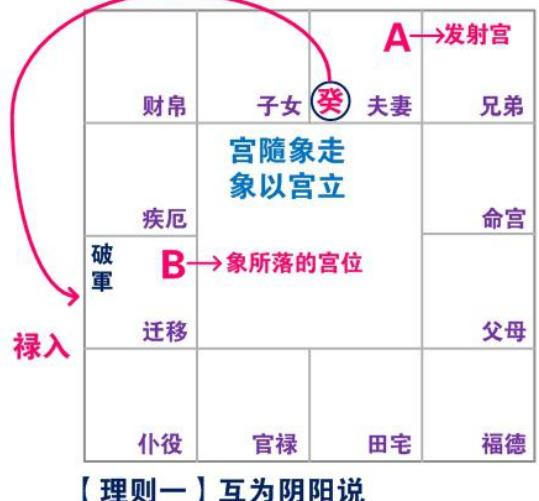 A→发射宫
财帛
子女
癸
夫妻
兄弟
宫随象走
象以宫立
疾厄
命宫
破軍
B→象所落的宫位
禄入
迁移
父母
仆役
官禄
田宅
福德
【理则一】互为阴阳说